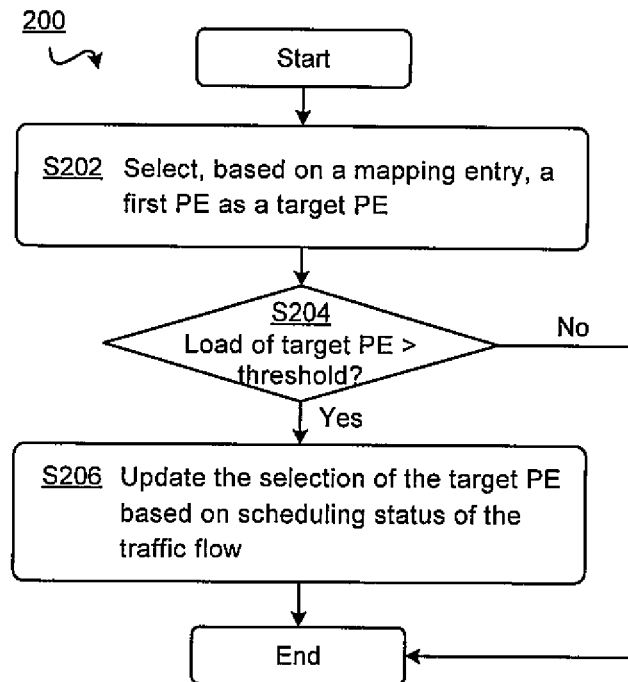 200
Start
S202 Select, based on a mapping entry, a
first PE as a target PE
S204
Load of target PE >
threshold?
No
Yes
S206 Update the selection of the target PE
based on scheduling status of the
traffic flow
End